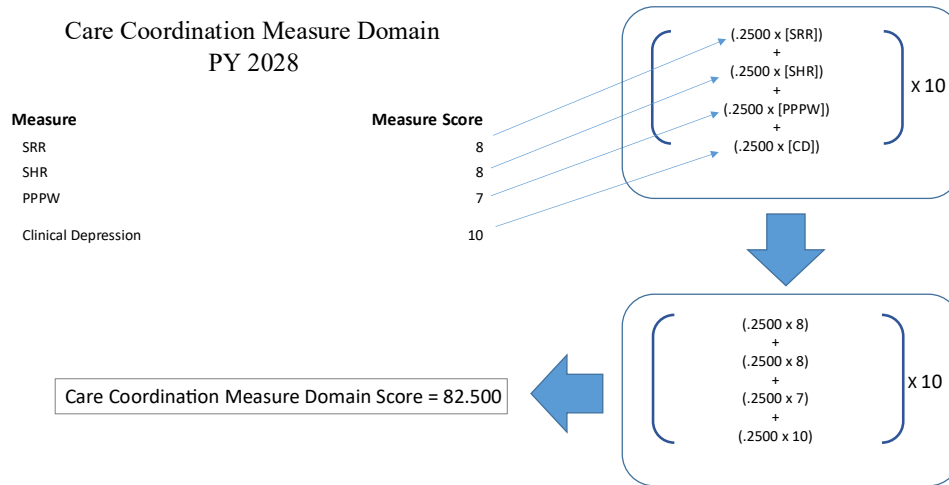 Care Coordination Measure Domain
PY 2028
Measure Measure Score
SRR 8
SHR 8
PPPW 7
Clinical Depression 10
(.2500 x [SRR])
+
(.2500 x [SHR])
+
(.2500 x [PPPW])
+
(.2500 x [CD])
x 10
(.2500 x 8)
+
(.2500 x 8)
+
(.2500 x 7)
+
(.2500 x 10)
x 10
Care Coordination Measure Domain Score = 82.500